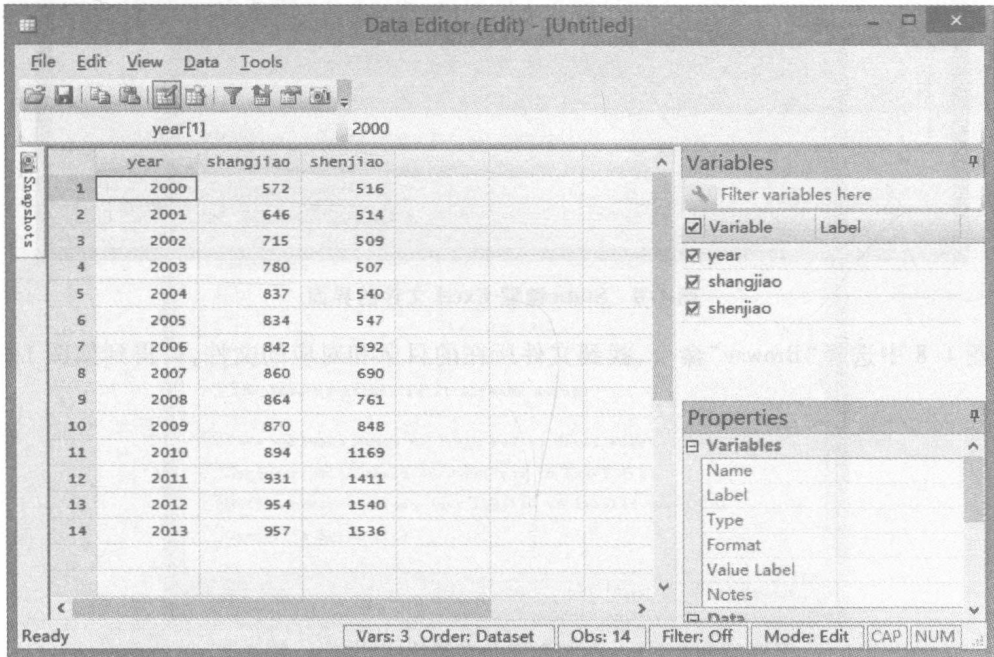 Data Editor (Edit) - [Untitled]
File Edit View Data Tools
year[1] 2000
Snapshots
year shangjiao shenjiao
1 2000 572 516
2 2001 646 514
3 2002 715 509
4 2003 780 507
5 2004 837 540
6 2005 834 547
7 2006 842 592
8 2007 860 690
9 2008 864 761
10 2009 870 848
11 2010 894 1169
12 2011 931 1411
13 2012 954 1540
14 2013 957 1536
Variables
Filter variables here
Variable Label
year
shangjiao
shenjiao
Properties
Variables
Name
Label
Type
Format
Value Label
Notes
Data
Ready Vars: 3 Order: Dataset Obs: 14 Filter: Off Mode: Edit CAP NUM